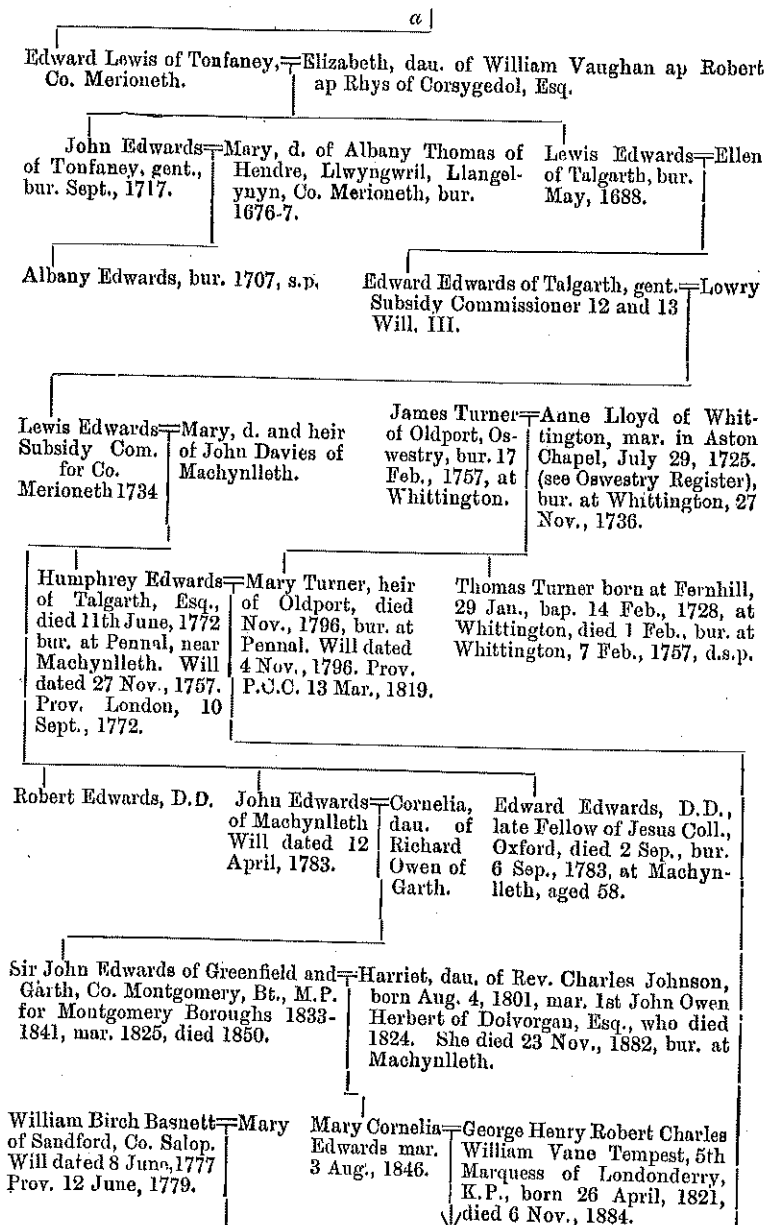 a
Edward Lewis of Tonfaney,
Co. Merioneth.
Elizabeth, dau. of William Vaughan ap Robert
ap Rhys of Corsygedol, Esq.
John Edwards
of Tonfaney, gent.,
bur. Sept., 1717.
Mary, d. of Albany Thomas of
Hendre, Llwyngwril, Llangel-
ynyn, Co. Merioneth, bur.
1676-7.
Lewis Edwards
of Talgarth, bur.
May, 1688.
Ellen
Albany Edwards, bur. 1707, s.p.
Edward Edwards of Talgarth, gent.
Subsidy Commissioner 12 and 13
Will. III.
Lowry
Lewis Edwards
Subsidy Com.
for Co.
Merioneth 1734
Mary, d. and heir
of John Davies of
Machynlleth.
James Turner
of Oldport, Os-
westry, bur. 17
Feb., 1757, at
Whittington.
Anne Lloyd of Whit-
tington, mar. in Aston
Chapel, July 29, 1725.
(see Oswestry Register),
bur. at Whittington, 27
Nov., 1736.
Humphrey Edwards
of Talgarth, Esq.,
died 11th June, 1772
bur. at Pennal, near
Machynlleth. Will
dated 27 Nov., 1757.
Prov. London, 10
Sept., 1772.
Mary Turner, heir
of Oldport, died
Nov., 1796, bur. at
Pennal. Will dated
4 Nov., 1796. Prov.
P.C.C. 13 Mar., 1819.
Thomas Turner born at Fernhill,
29 Jan., bap. 14 Feb., 1728, at
Whittington, died 1 Feb., bur. at
Whittington, 7 Feb., 1757, d.s.p.
Robert Edwards, D.D.
John Edwards
of Machynlleth
Will dated 12
April, 1783.
Cornelia,
dau. of
Richard
Owen of
Garth.
Edward Edwards, D.D.,
late Fellow of Jesus Coll.,
Oxford, died 2 Sep., bur.
6 Sep., 1783, at Machyn-
lleth, aged 58.
Sir John Edwards of Greenfield and
Garth, Co. Montgomery, Bt., M.P.
for Montgomery Boroughs 1833-
1841, mar. 1825, died 1850.
Harriet, dau. of Rev. Charles Johnson,
born Aug. 4, 1801, mar. 1st John Owen
Herbert of Dolvorgan, Esq., who died
1824. She died 23 Nov., 1882, bur. at
Machynlleth.
William Birch Basnett
of Sandford, Co. Salop.
Will dated 8 June, 1777
Prov. 12 June, 1779.
Mary
Mary Cornelia
Edwards mar.
3 Aug., 1846.
George Henry Robert Charles
William Vane Tempest, 5th
Marquess of Londonderry,
K.P., born 26 April, 1821,
died 6 Nov., 1884.